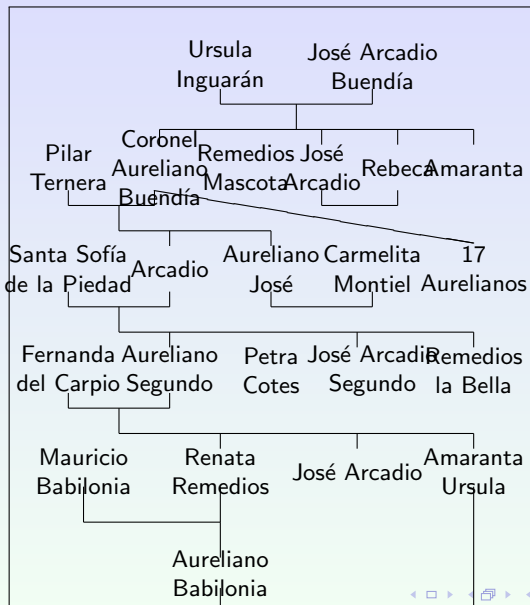 Ursula José Arcadio
Inguarán Buendía
Coronel
Pilar Aureliano Remedios José Rebeca Amaranta
Ternera Buendía Mascota Arcadio
Santa Sofía Arcadio Aureliano Carmelita 17
de la Piedad José Montiel Aurelianos
Fernanda Aureliano Petra José Arcadio Remedios
del Carpio Segundo Cotes Segundo la Bella
Mauricio Renata José Arcadio Amaranta
Babilonia Remedios Ursula
Aureliano
Babilonia